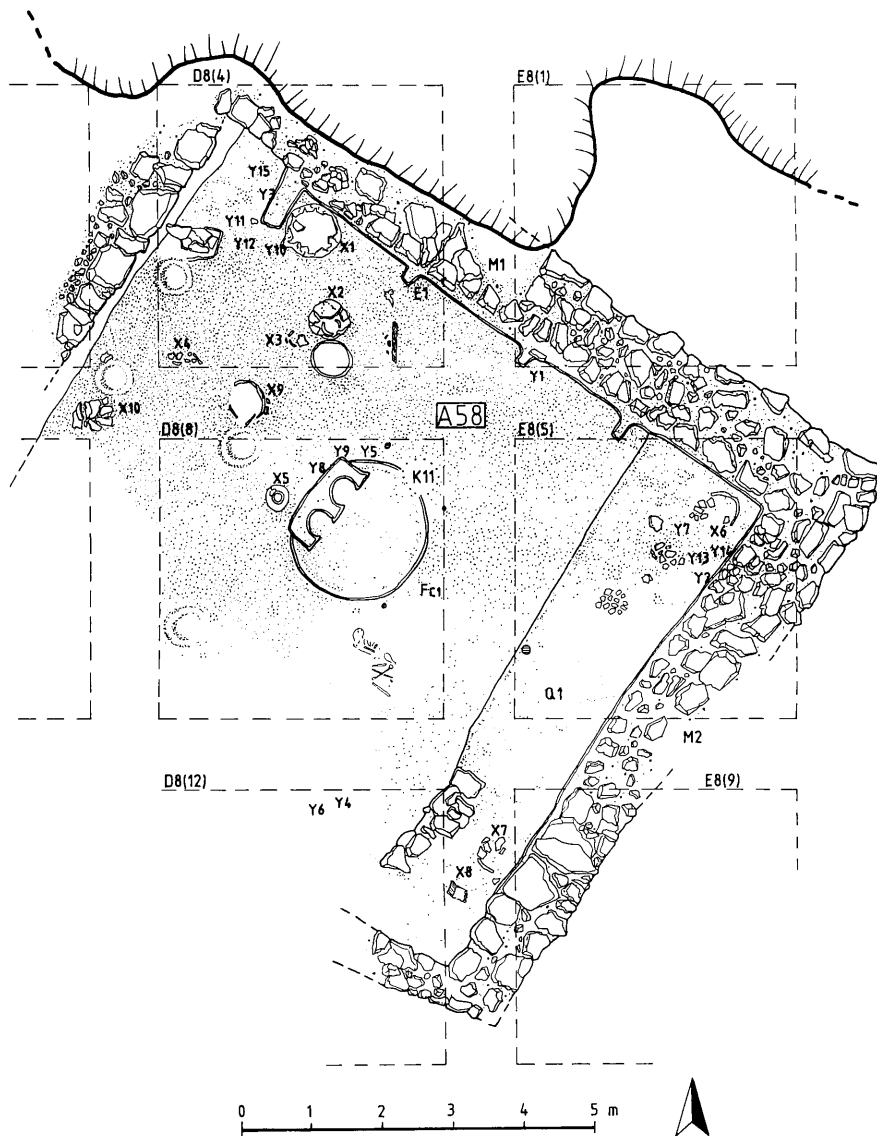 D8(4) E8(1)
Y15
Y3
Y11
Y12 Y10 X1
M1
E1
X2
X3
X4
Y1
X9
X10
A58
D8(8) E8(5)
Y9 Y5
Y8
X5 K11
Y7 X6
Y13 Y14
Y2
Fc1
Q1
M2
D8(12) E8(9)
Y6 Y4
X7
X8
0 1 2 3 4 5 m